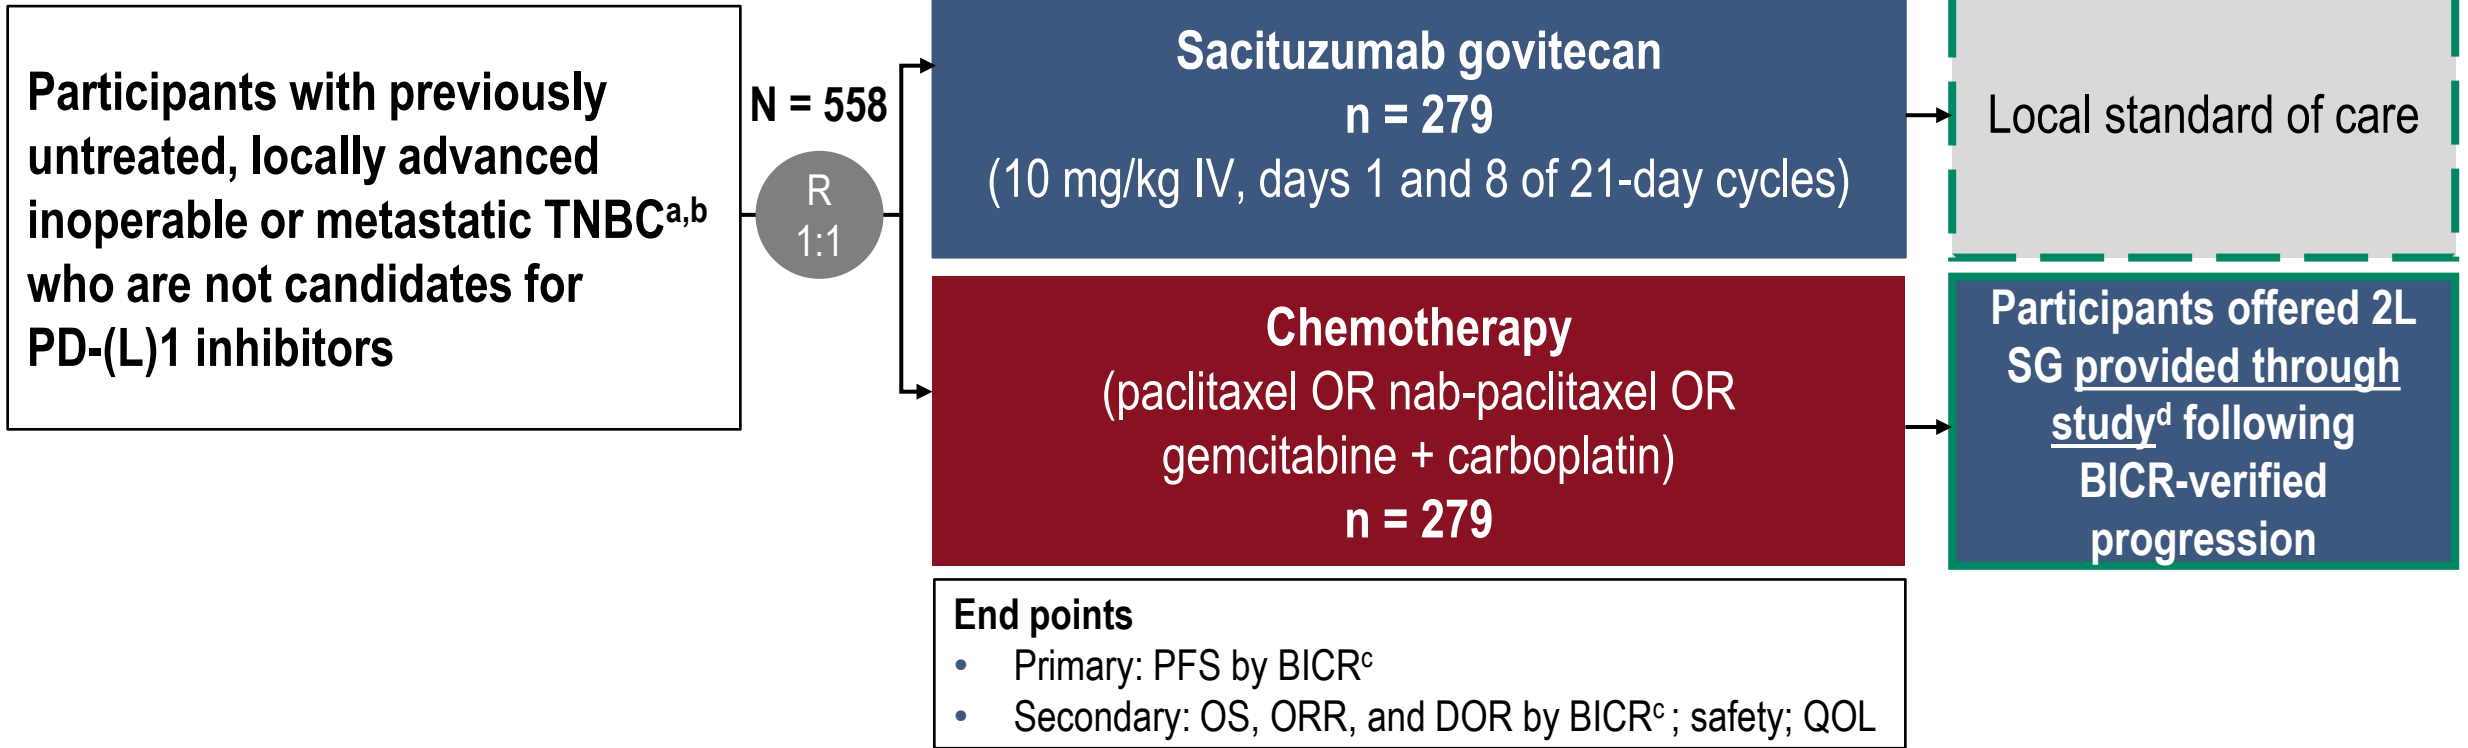 Participants with previously
untreated, locally advanced
inoperable or metastatic TNBCa,b
who are not candidates for
PD-(L)1 inhibitors
N = 558
R
1:1
Sacituzumab govitecan
n = 279
(10 mg/kg IV, days 1 and 8 of 21-day cycles)
Local standard of care
Chemotherapy
(paclitaxel OR nab-paclitaxel OR
gemcitabine + carboplatin)
n = 279
Participants offered 2L
SG provided through
studyd following
BICR-verified
progression
End points
• Primary: PFS by BICRc
• Secondary: OS, ORR, and DOR by BICRc ; safety; QOL